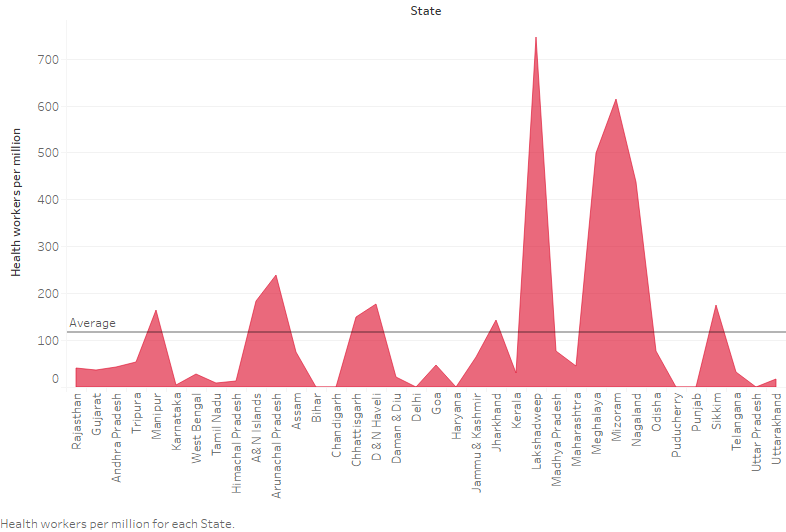 State
Health workers per million
700
600
500
400
300
200
100
0
Average
Rajasthan
Gujarat
Andhra Pradesh
Tripura
Manipur
Karnataka
West Bengal
Tamil Nadu
Himachal Pradesh
A& N Islands
Arunachal Pradesh
Assam
Bihar
Chandigarh
Chhattisgarh
D & N Haveli
Daman & Diu
Delhi
Goa
Haryana
Jammu & Kashmir
Jharkhand
Kerala
Lakshadweep
Madhya Pradesh
Maharashtra
Meghalaya
Mizoram
Nagaland
Odisha
Puducherry
Punjab
Sikkim
Telangana
Uttar Pradesh
Uttarakhand
Health workers per million for each State.